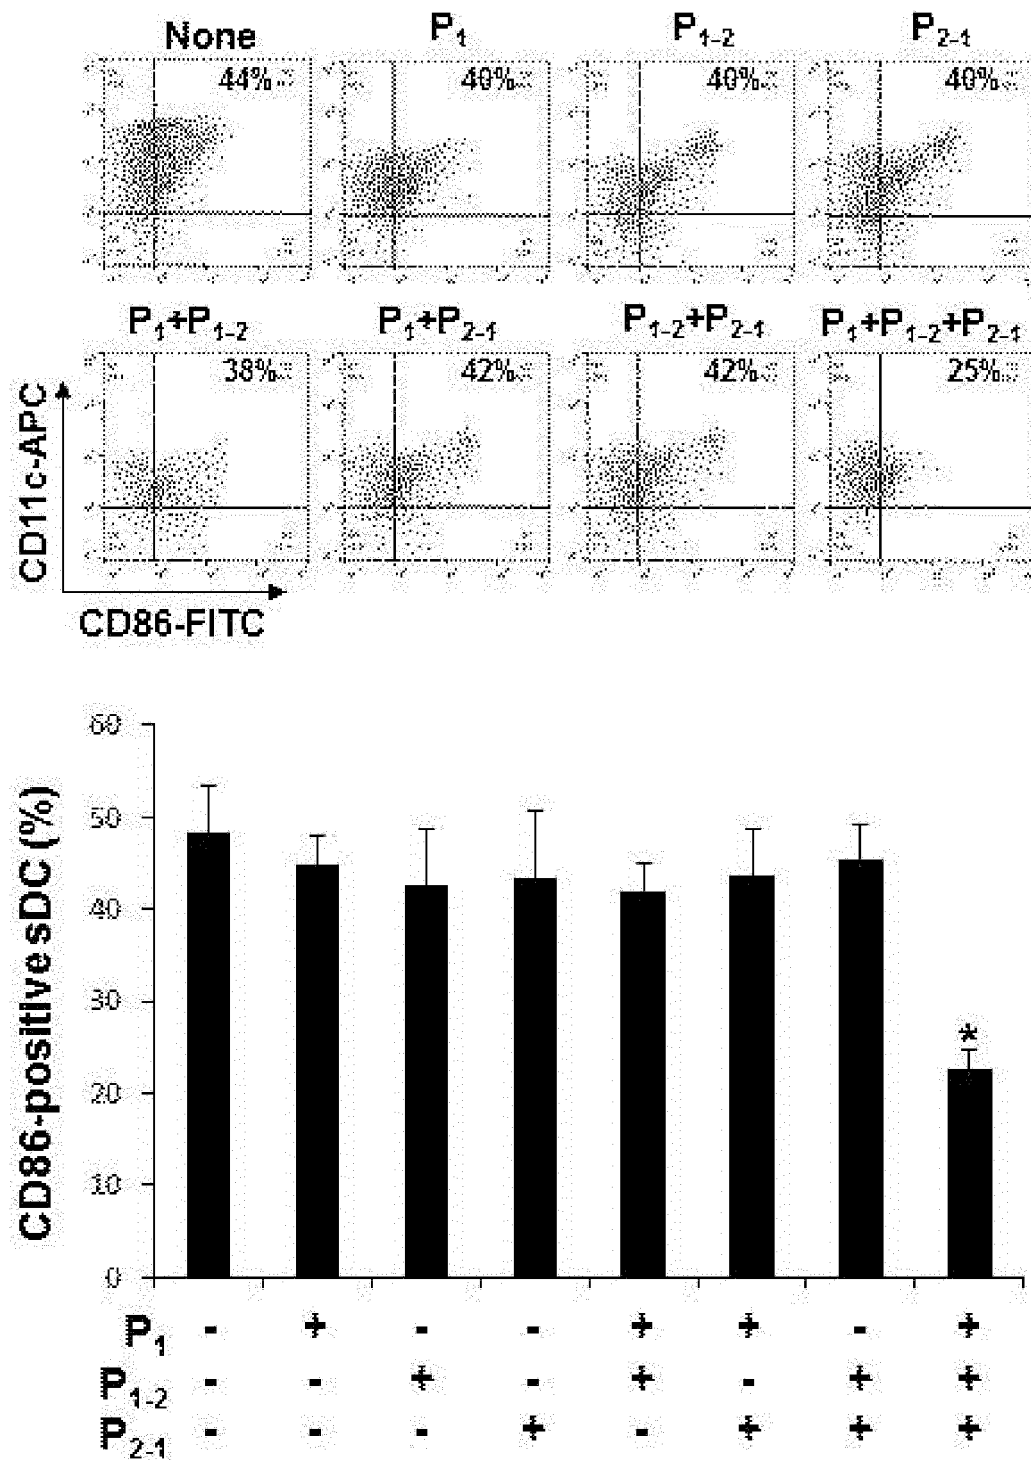 None P1 P1-2 P2-1
44% 40% 40% 40%
P1+P1-2 P1+P2-1 P1-2+P2-1 P1+P1-2+P2-1
38% 42% 42% 25%
CD11c-APC
CD86-FITC
CD86-positive sDC (%)
60
50
40
30
20
10
0
*
P1 - + - - + + - +
P1-2 - - + - + - + +
P2-1 - - - + - + + +